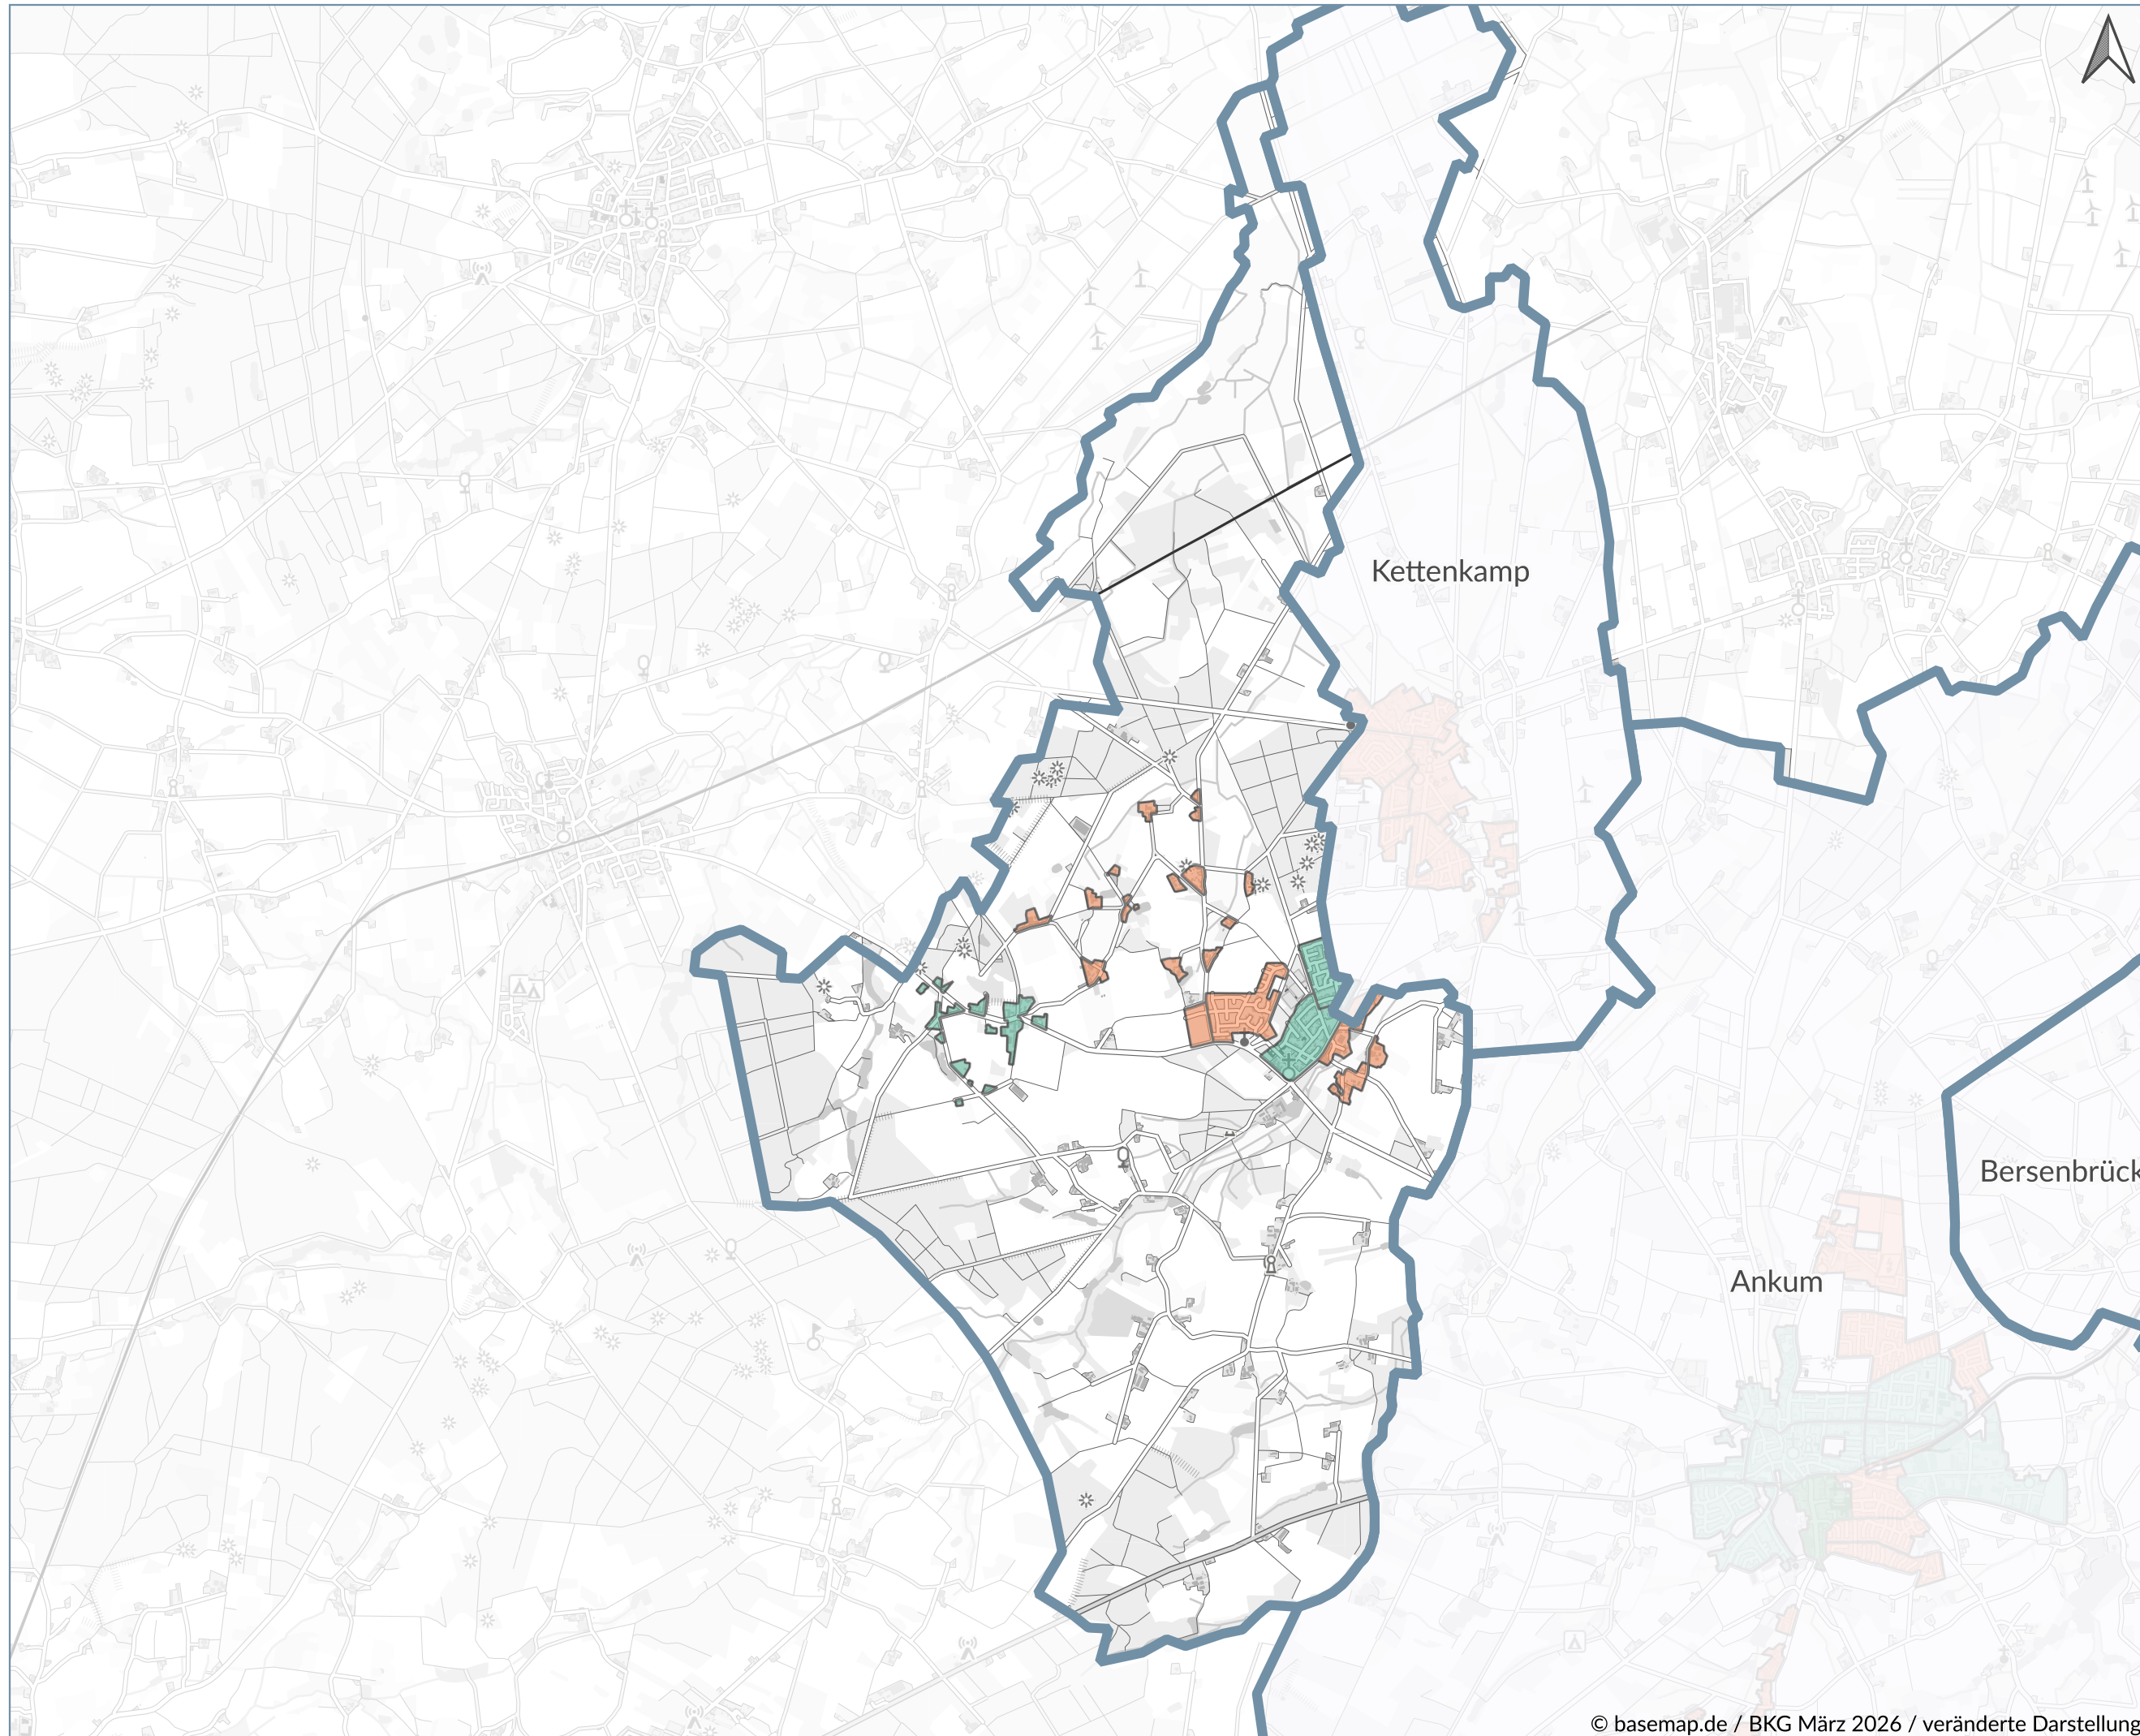 Kettenkamp
Bersenbrück
Ankum
© basemap.de / BKG März 2026 / veränderte Darstellung